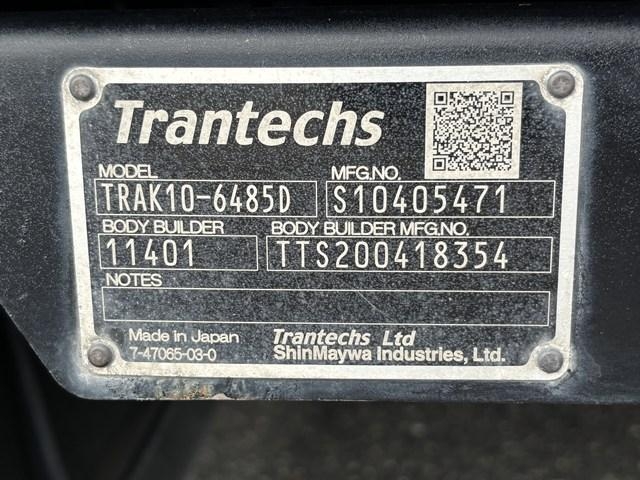 Trantechs
MODEL MFG.NO.
TRAK10-6485D S10405471
BODY BUILDER BODY BUILDER MFG.NO.
11401 TTS200418354
NOTES
Made in Japan Trantechs Ltd
7-47065-03-0 ShinMaywa Industries, Ltd.